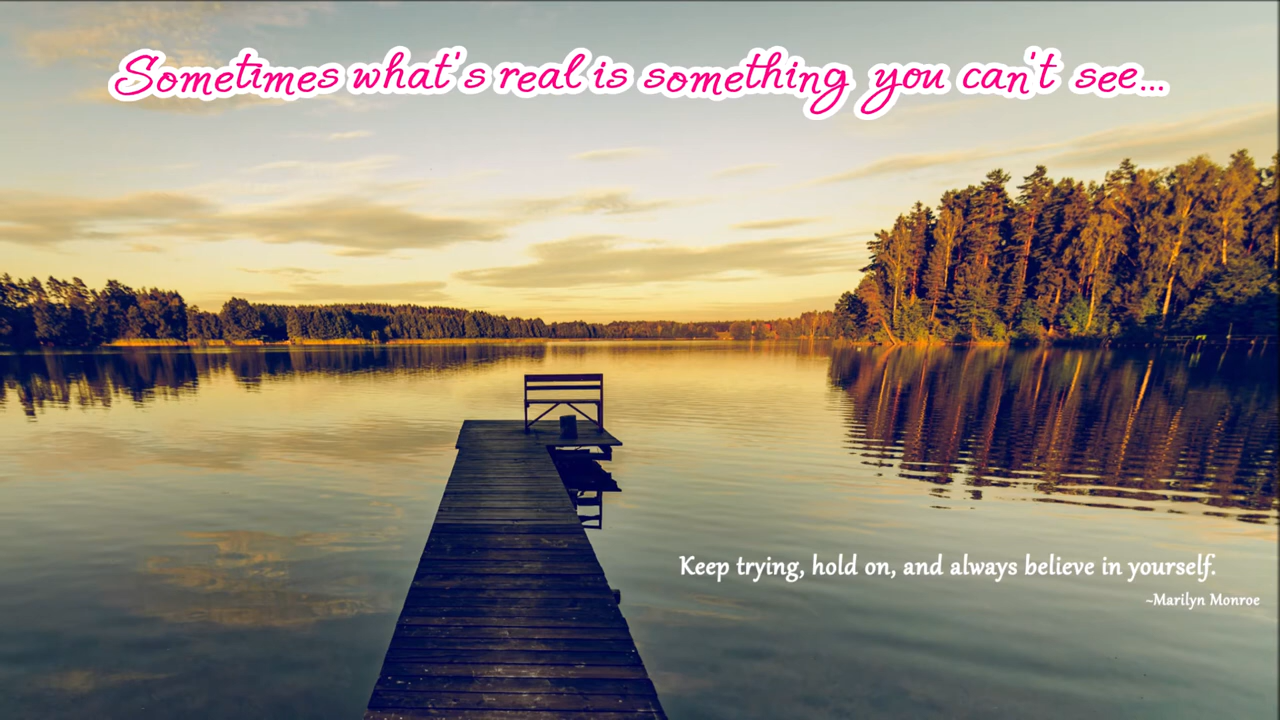 Sometimes what's real is something you can't see...
Keep trying, hold on, and always believe in yourself.
~Marilyn Monroe